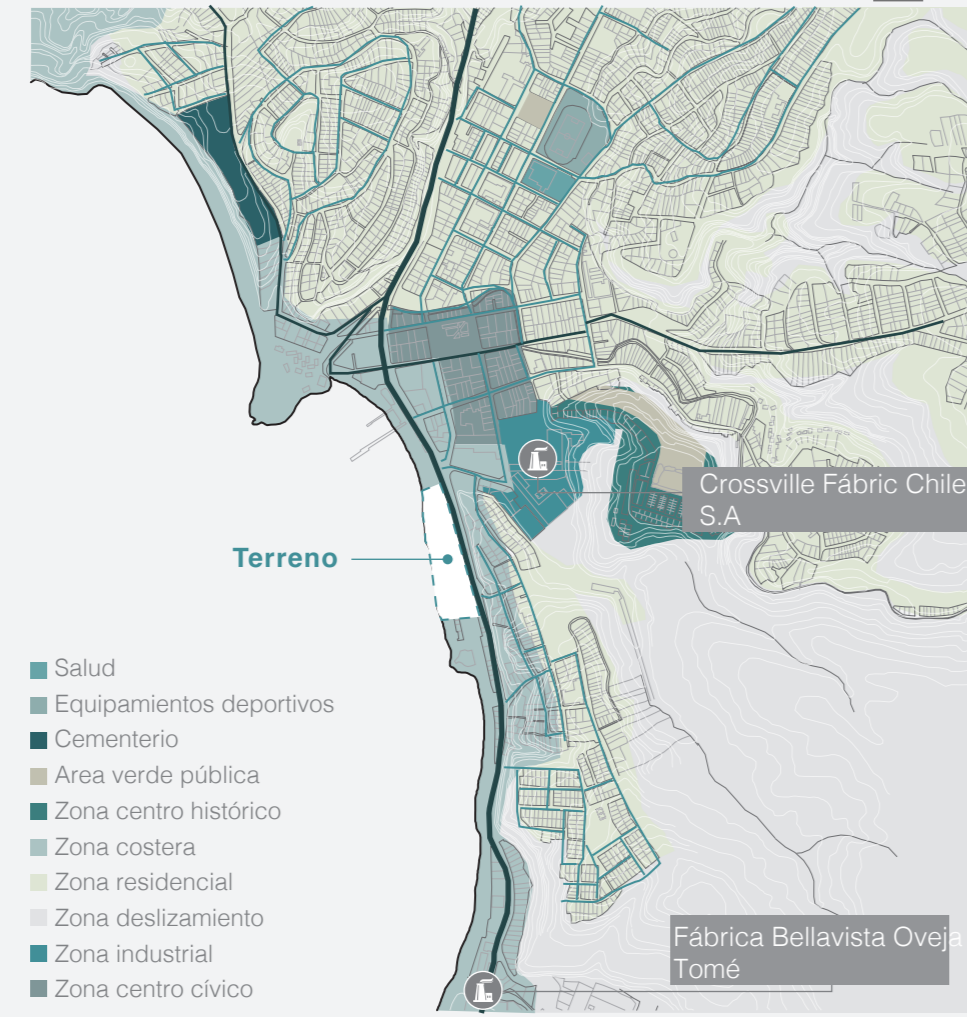 Crossville Fábric Chile
S.A
Terreno
Salud
Equipamientos deportivos
Cementerio
Area verde pública
Zona centro histórico
Zona costera
Zona residencial
Zona deslizamiento
Zona industrial
Zona centro cívico
Fábrica Bellavista Oveja
Tomé